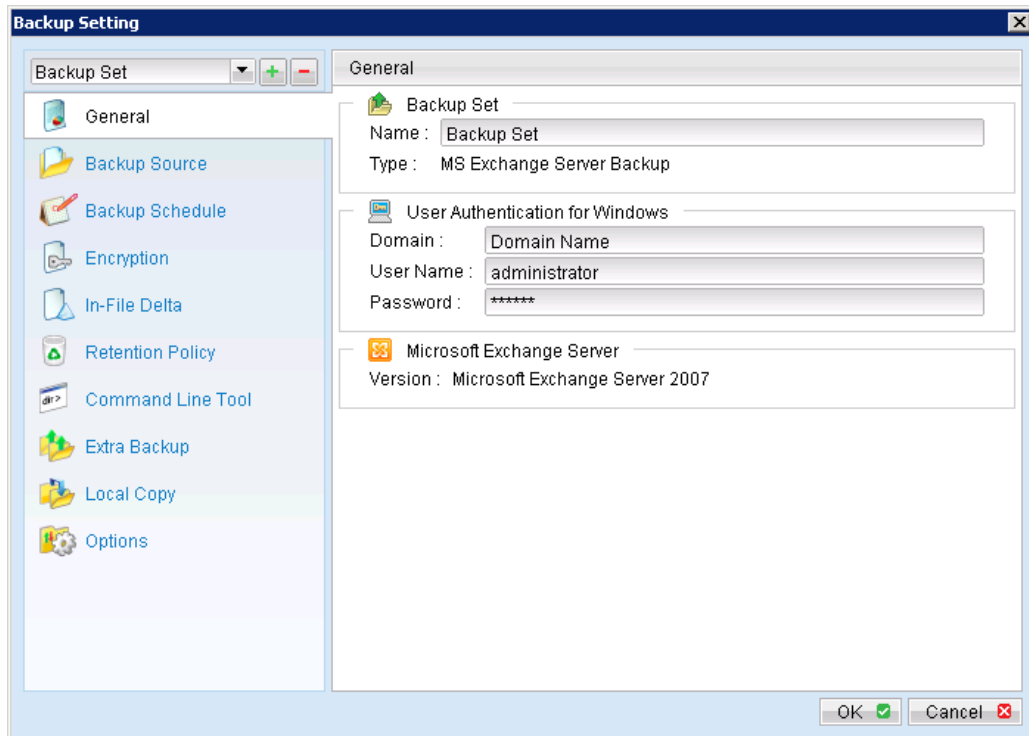 Backup Setting
Backup Set
General
Backup Source
Backup Schedule
Encryption
In-File Delta
Retention Policy
dir>
Command Line Tool
Extra Backup
Local Copy
Options
General
Backup Set
Name : Backup Set
Type : MS Exchange Server Backup
User Authentication for Windows
Domain : Domain Name
User Name : administrator
Password : ******
Microsoft Exchange Server
Version : Microsoft Exchange Server 2007
OK
Cancel